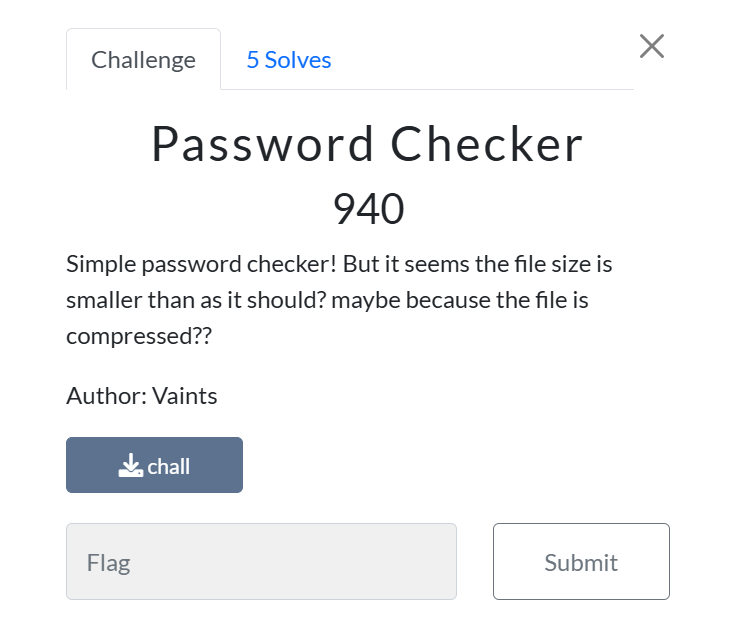 Challenge
5 Solves
Password Checker
940
Simple password checker! But it seems the file size is
smaller than as it should? maybe because the file is
compressed??
Author: Vaints
chall
Flag
Submit